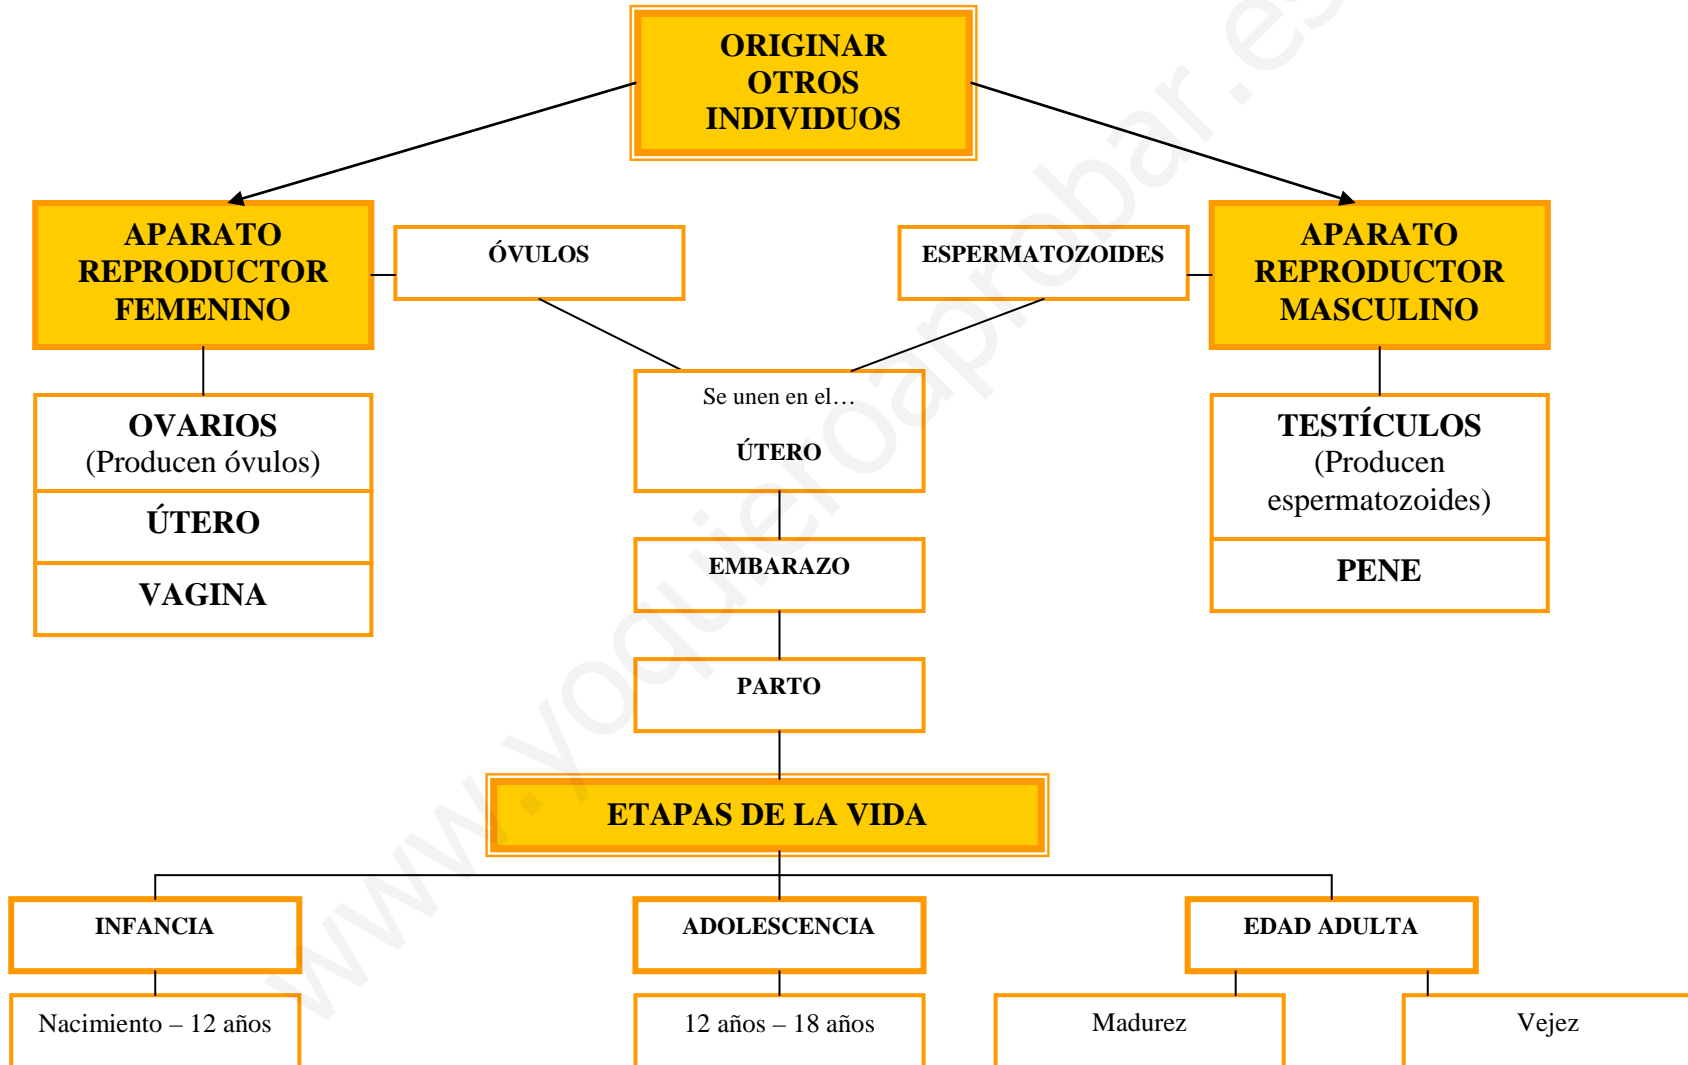 ORIGINAR
OTROS
INDIVIDUOS
APARATO
REPRODUCTOR
FEMENINO
ÓVULOS
ESPERMATOZOIDES
APARATO
REPRODUCTOR
MASCULINO
Se unen en el…
ÚTERO
OVARIOS
(Producen óvulos)
ÚTERO
VAGINA
TESTÍCULOS
(Producen
espermatozoides)
PENE
EMBARAZO
PARTO
ETAPAS DE LA VIDA
INFANCIA
ADOLESCENCIA
EDAD ADULTA
Nacimiento – 12 años
12 años – 18 años
Madurez
Vejez
www.yoquieroaprobar.es